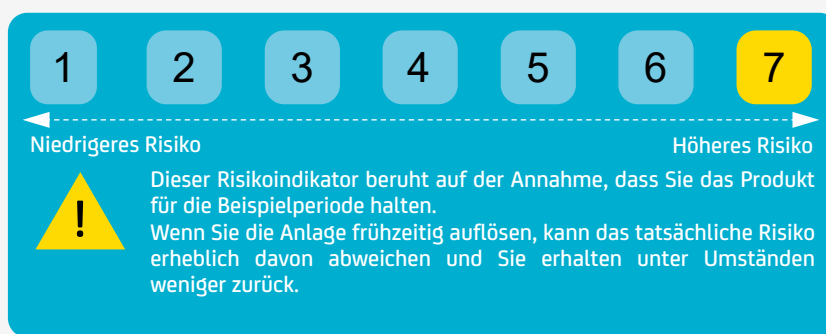 1 2 3 4 5 6 7
Niedrigeres Risiko Höheres Risiko
! Dieser Risikoindikator beruht auf der Annahme, dass Sie das Produkt
für die Beispielperiode halten.
Wenn Sie die Anlage frühzeitig auflösen, kann das tatsächliche Risiko
erheblich davon abweichen und Sie erhalten unter Umständen
weniger zurück.